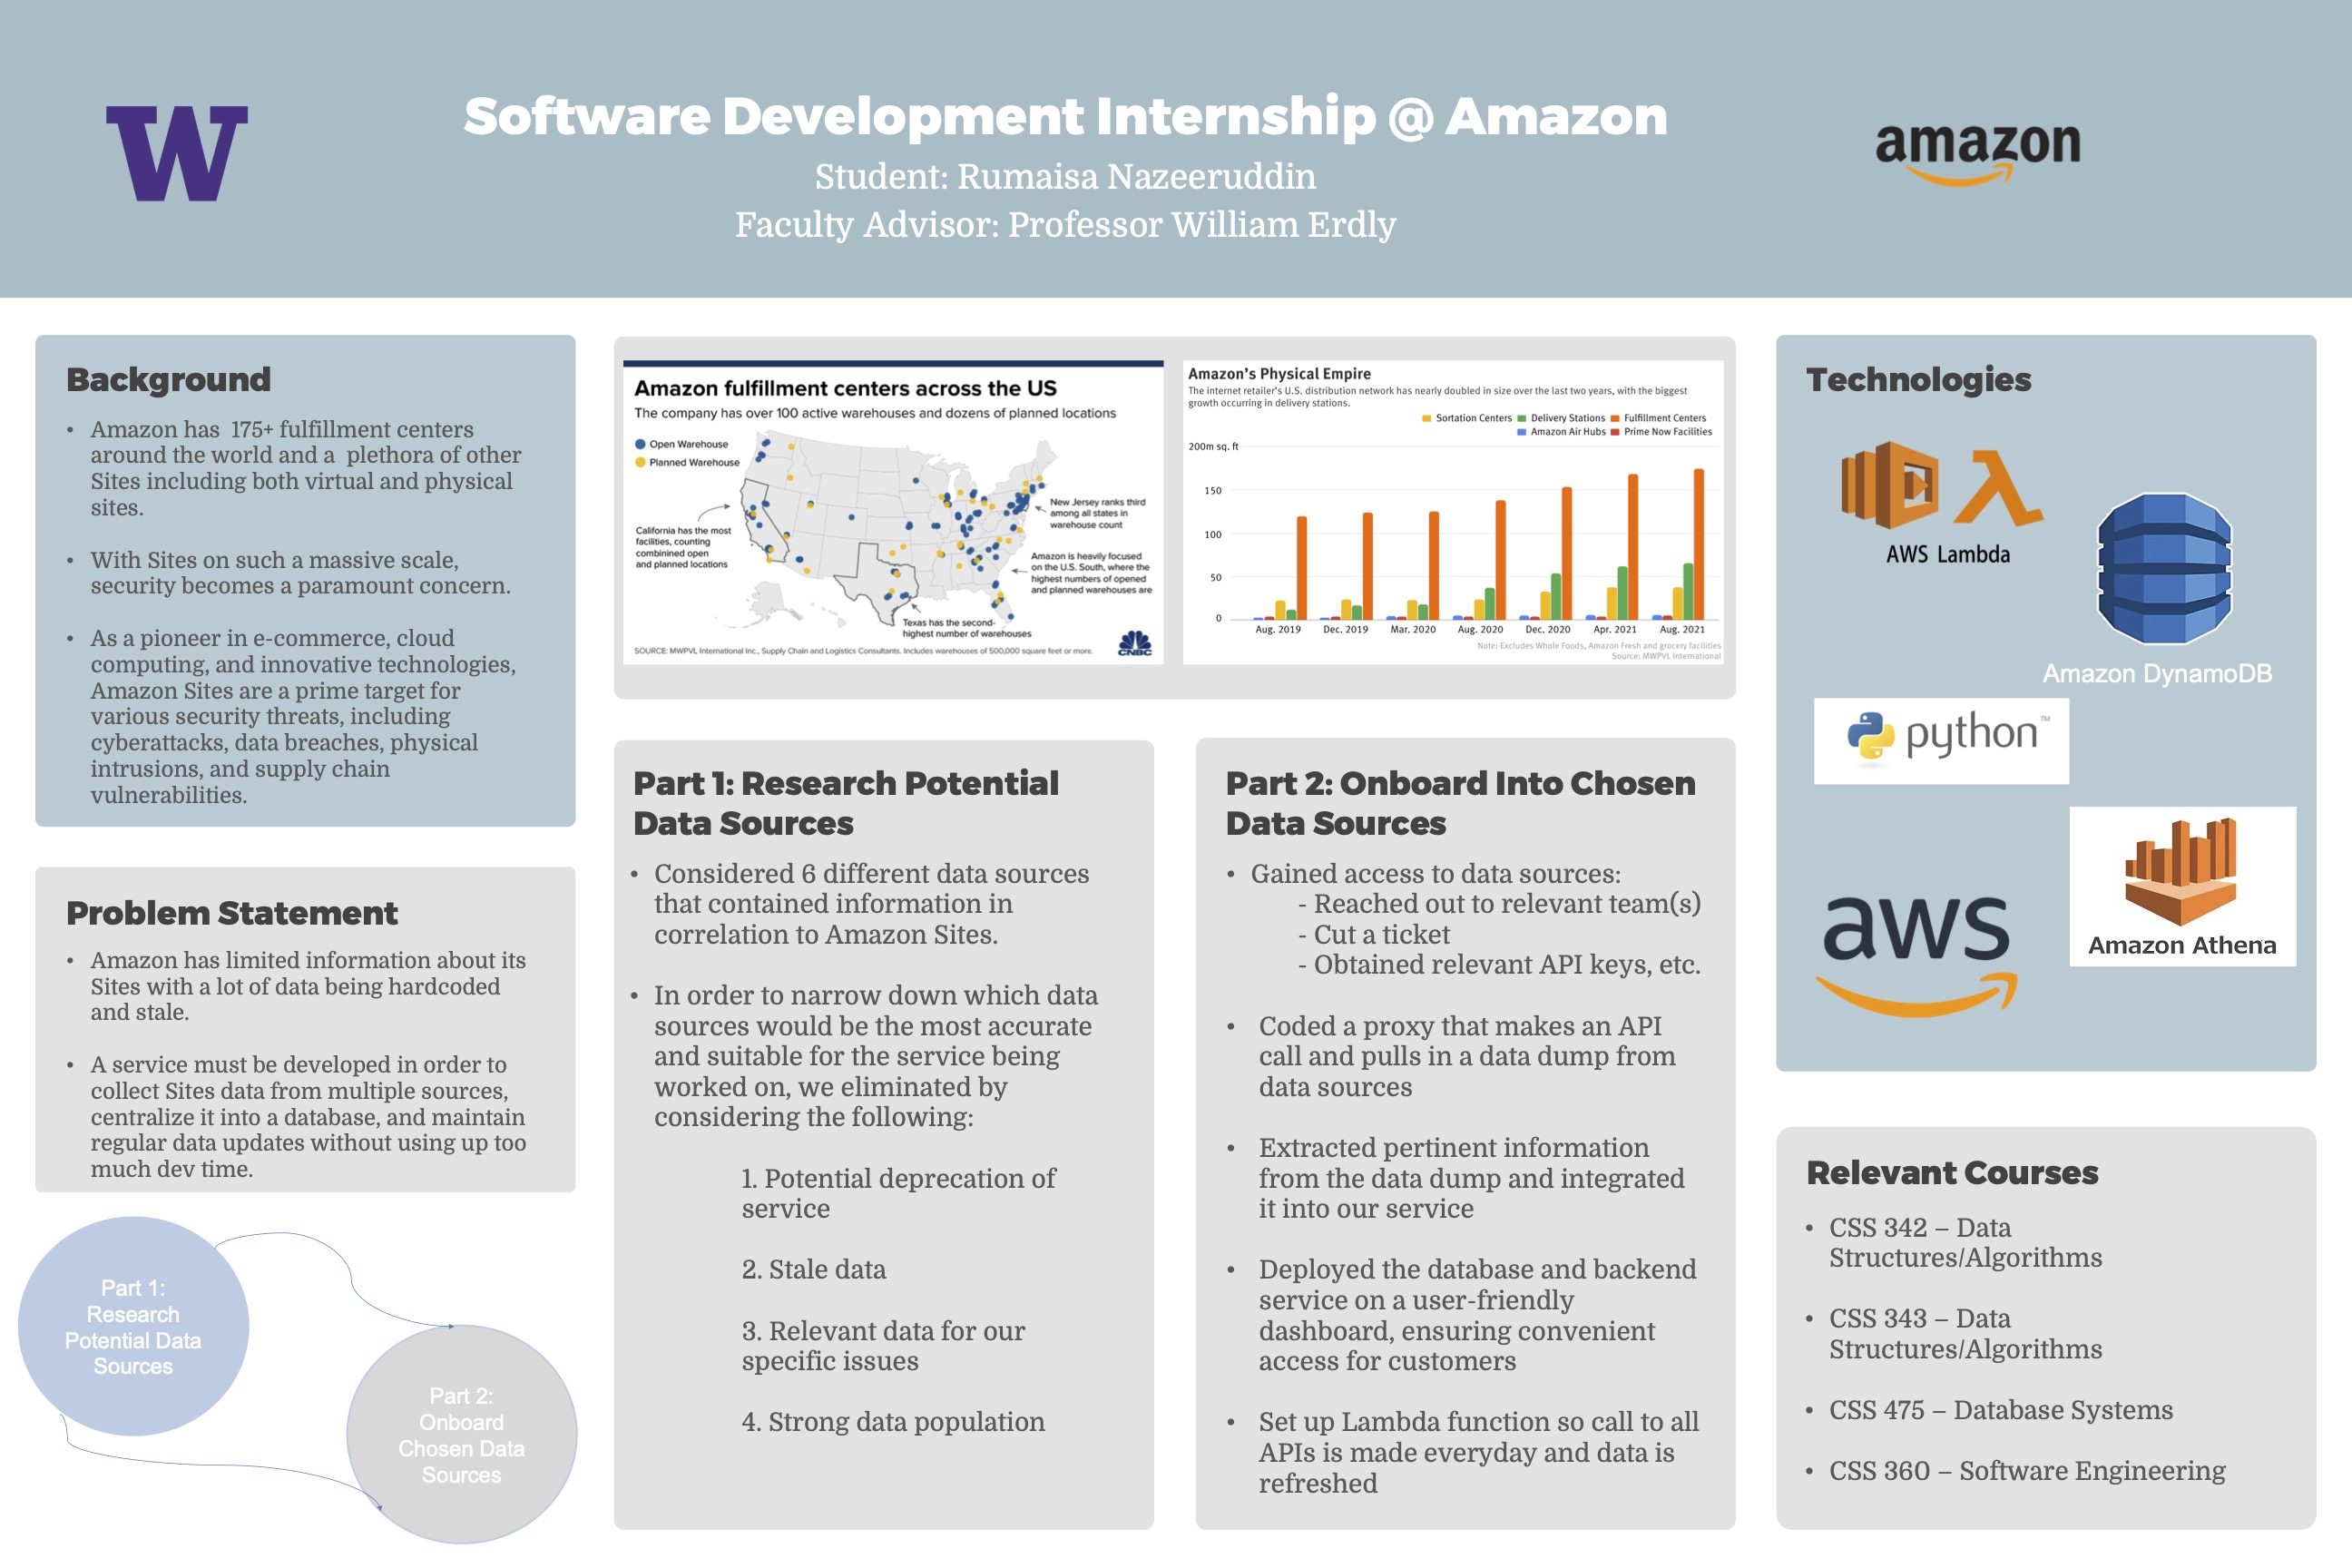 W
Software Development Internship @ Amazon
Student: Rumaisa Nazeeruddin
Faculty Advisor: Professor William Erdly
amazon
Background
• Amazon has  175+ fulfillment centers
around the world and a  plethora of other
Sites including both virtual and physical
sites.
• With Sites on such a massive scale,
security becomes a paramount concern.
• As a pioneer in e-commerce, cloud
computing, and innovative technologies,
Amazon Sites are a prime target for
various security threats, including
cyberattacks, data breaches, physical
intrusions, and supply chain
vulnerabilities.
Problem Statement
• Amazon has limited information about its
Sites with a lot of data being hardcoded
and stale.
• A service must be developed in order to
collect Sites data from multiple sources,
centralize it into a database, and maintain
regular data updates without using up too
much dev time.
Part 1:
Research
Potential Data
Sources
Part 2:
Onboard
Chosen Data
Sources
Amazon fulfillment centers across the US
The company has over 100 active warehouses and dozens of planned locations
Open Warehouse
Planned Warehouse
California has the most
facilities, counting
combinined open
and planned locations
New Jersey ranks third
among all states in
warehouse count
Amazon is heavily focused
on the U.S. South, where the
highest numbers of opened
and planned warehouses are
Texas has the second-
highest number of warehouses
SOURCE: MWPVL International Inc., Supply Chain and Logistics Consultants. Includes warehouses of 500,000 square feet or more.
CNBC
Amazon's Physical Empire
The internet retailer's U.S. distribution network has nearly doubled in size over the last two years, with the biggest
growth occurring in delivery stations.
Sortation Centers Delivery Stations Fulfillment Centers
Amazon Air Hubs Prime Now Facilities
200m sq. ft
150
100
50
0
Aug. 2019 Dec. 2019 Mar. 2020 Aug. 2020 Dec. 2020 Apr. 2021 Aug. 2021
Note: Excludes Whole Foods, Amazon Fresh and grocery facilities
Source: MWPVL International
Part 1: Research Potential
Data Sources
• Considered 6 different data sources
that contained information in
correlation to Amazon Sites.
• In order to narrow down which data
sources would be the most accurate
and suitable for the service being
worked on, we eliminated by
considering the following:
1. Potential deprecation of
service
2. Stale data
3. Relevant data for our
specific issues
4. Strong data population
Part 2: Onboard Into Chosen
Data Sources
• Gained access to data sources:
- Reached out to relevant team(s)
- Cut a ticket
- Obtained relevant API keys, etc.
• Coded a proxy that makes an API
call and pulls in a data dump from
data sources
• Extracted pertinent information
from the data dump and integrated
it into our service
• Deployed the database and backend
service on a user-friendly
dashboard, ensuring convenient
access for customers
• Set up Lambda function so call to all
APIs is made everyday and data is
refreshed
Technologies
AWS Lambda
Amazon DynamoDB
python™
aws
Amazon Athena
Relevant Courses
• CSS 342 – Data
Structures/Algorithms
• CSS 343 – Data
Structures/Algorithms
• CSS 475 – Database Systems
• CSS 360 – Software Engineering